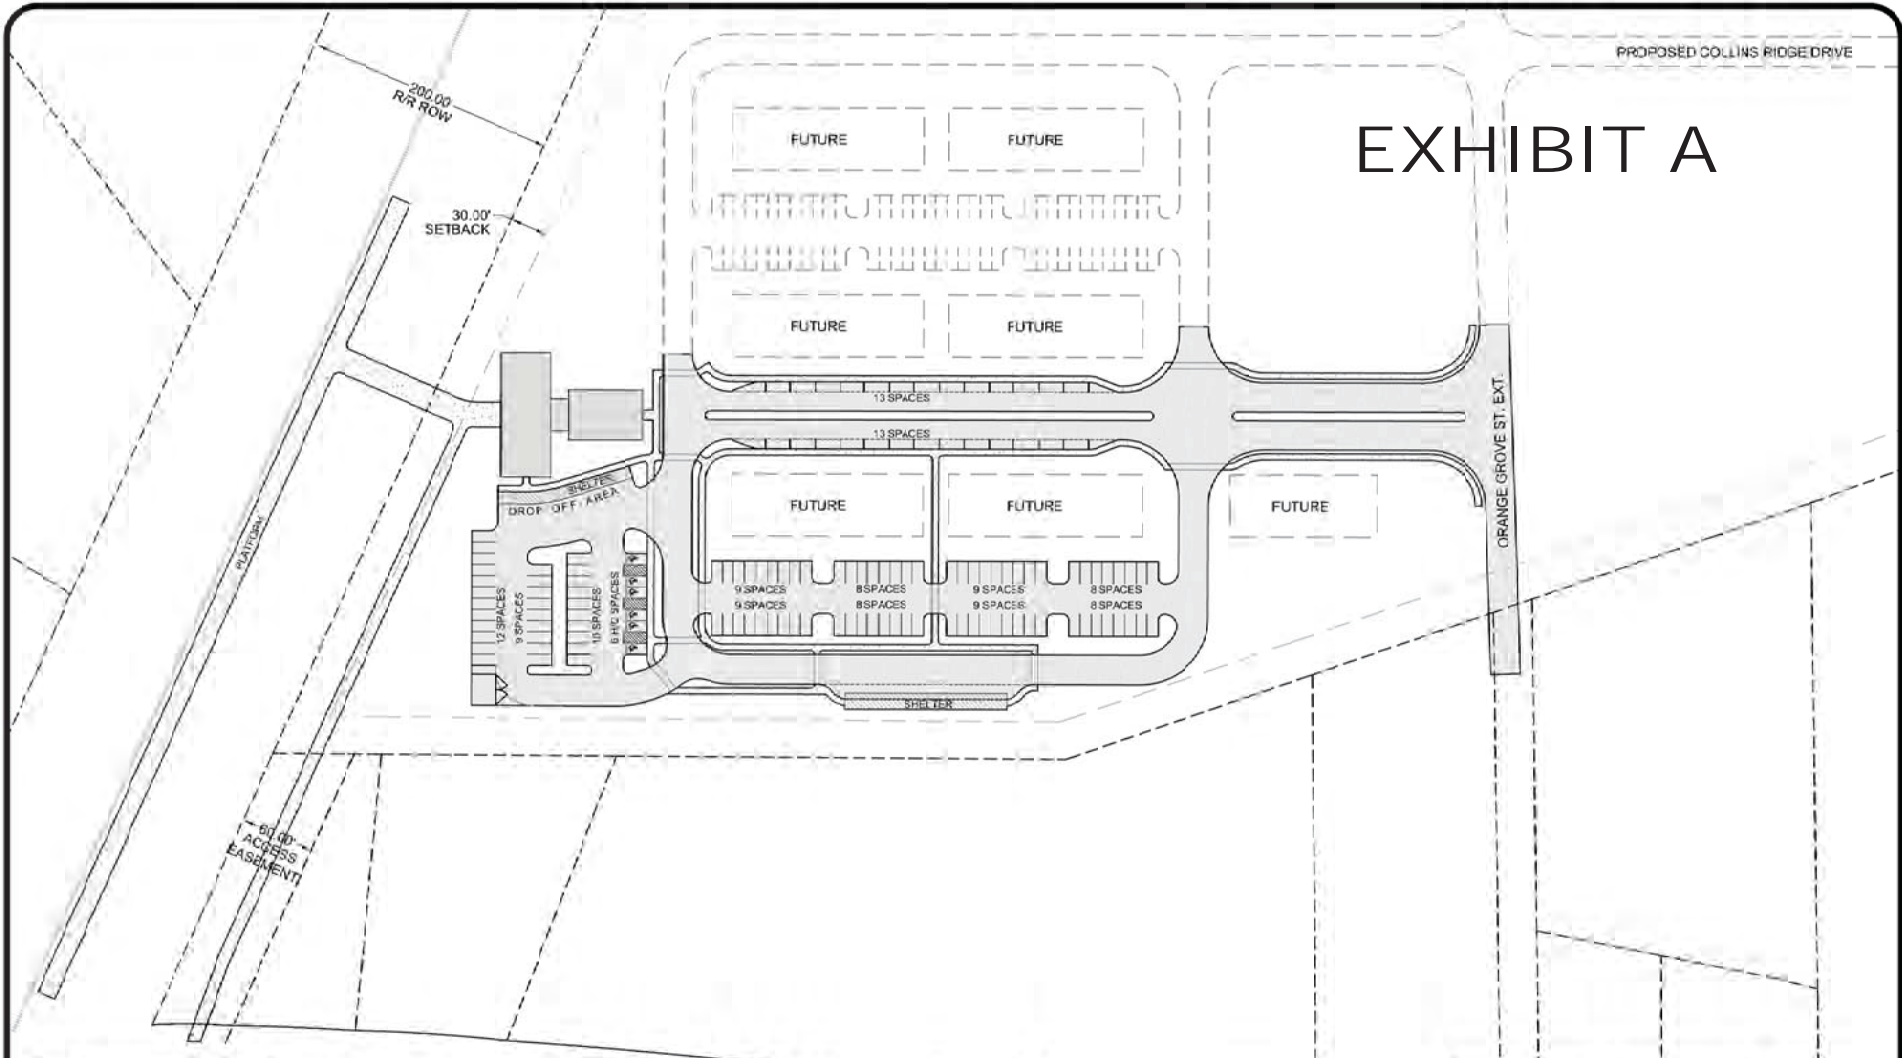 PROPOSED COLLINS RIDGE DRIVE
200.00
R/R ROW
EXHIBIT A
FUTURE
FUTURE
30.00'
SETBACK
FUTURE
FUTURE
13 SPACES
13 SPACES
ORANGE GROVE ST. EXT.
SHELTER
DROP OFF AREA
FUTURE
FUTURE
FUTURE
PLATFORM
12 SPACES
9 SPACES
10 SPACES
6 H/C SPACES
9 SPACES
8 SPACES
9 SPACES
8 SPACES
9 SPACES
8 SPACES
9 SPACES
8 SPACES
SHELTER
60.00'
ACCESS
EASEMENT